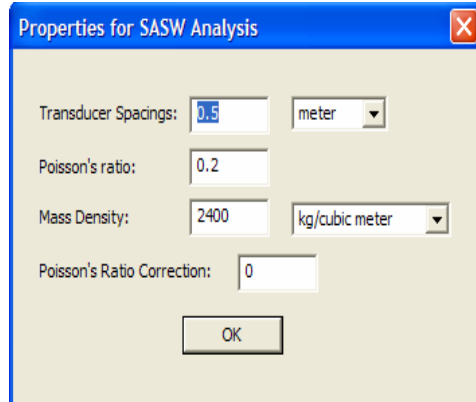 Properties for SASW Analysis
Transducer Spacings: 0.5 meter
Poisson's ratio: 0.2
Mass Density: 2400 kg/cubic meter
Poisson's Ratio Correction: 0
OK